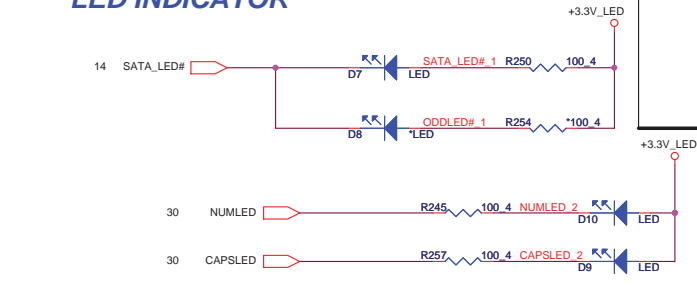 LED INDICATOR
+3.3V_LED
14 SATA_LED# SATA_LED#_1 R250 100_4
D7 LED
ODDLED#_1 R254 *100_4
D8 *LED
+3.3V_LED
30 NUMLED R245 100_4 NUMLED_2
D10 LED
30 CAPSLED R257 100_4 CAPSLED_2
D9 LED